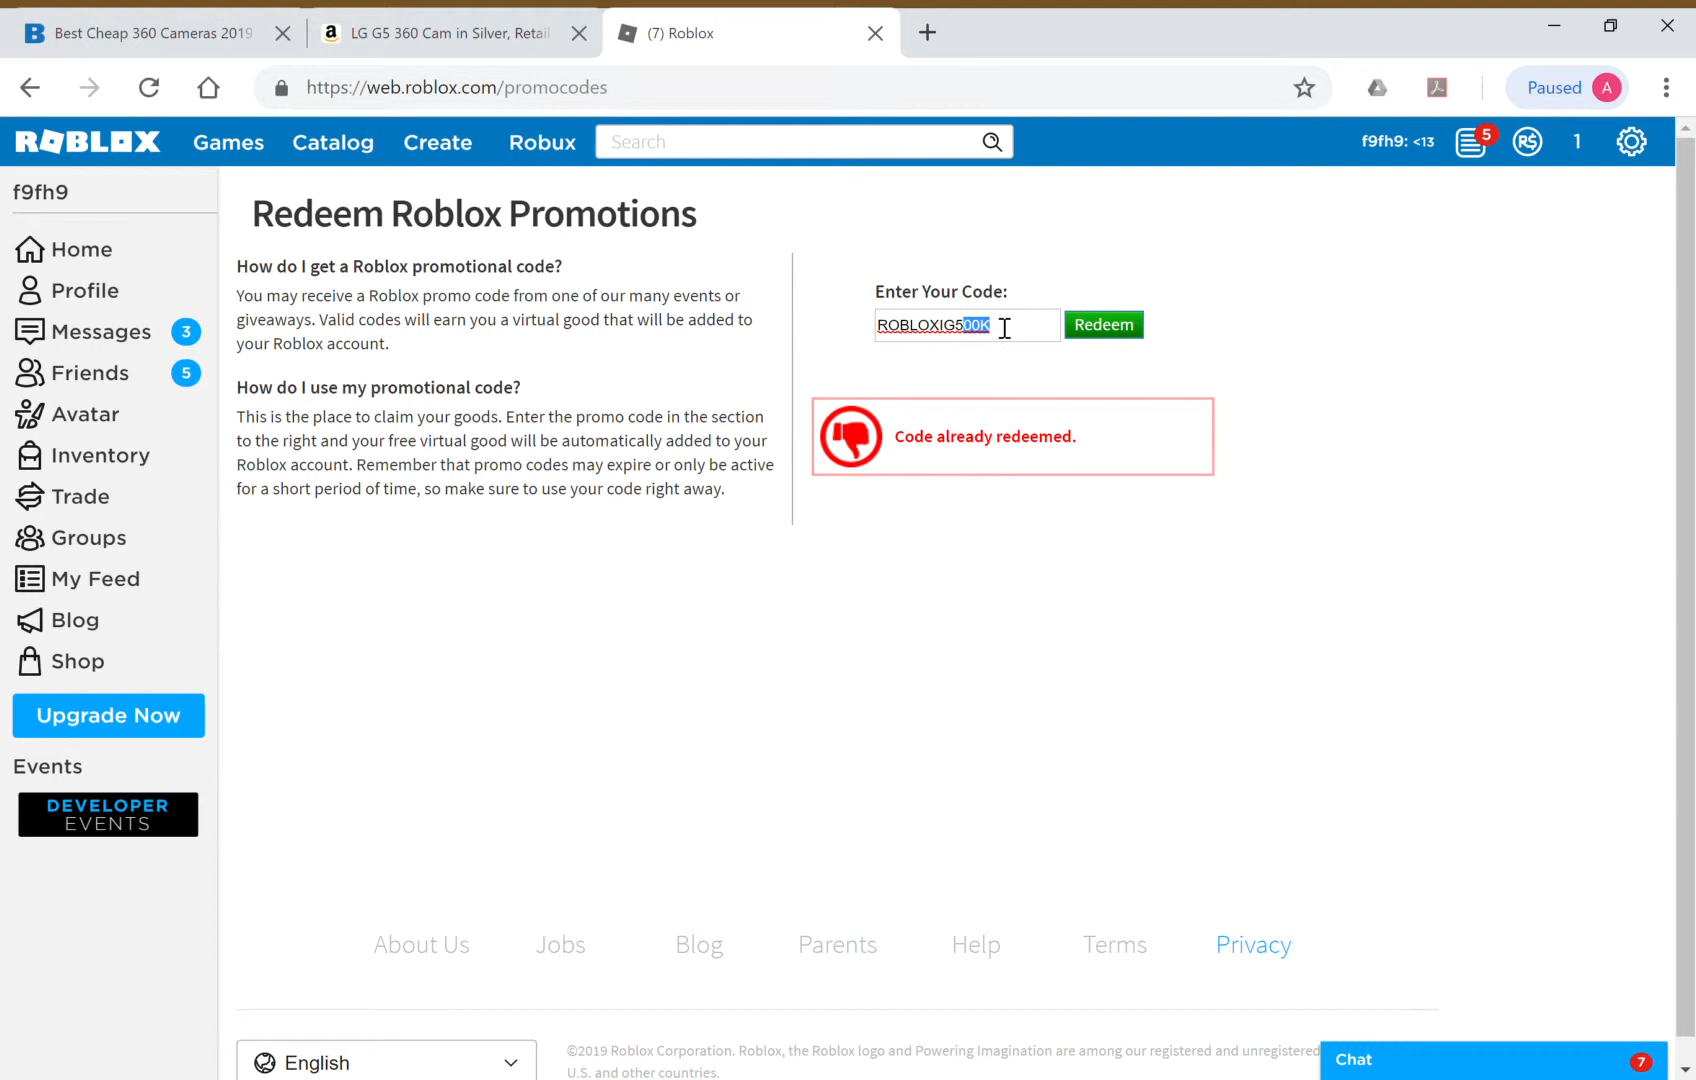 Best Cheap 360 Cameras 2019
LG G5 360 Cam in Silver, Retail
(7) Roblox
https://web.roblox.com/promocodes
Paused
A
ROBLOX
Games
Catalog
Create
Robux
Search
f9fh9: <13
5
R$
1
f9fh9
Home
Profile
Messages
3
Friends
5
Avatar
Inventory
Trade
Groups
My Feed
Blog
Shop
Upgrade Now
Events
DEVELOPER
EVENTS
Redeem Roblox Promotions
How do I get a Roblox promotional code?
You may receive a Roblox promo code from one of our many events or
giveaways. Valid codes will earn you a virtual good that will be added to
your Roblox account.
How do I use my promotional code?
This is the place to claim your goods. Enter the promo code in the section
to the right and your free virtual good will be automatically added to your
Roblox account. Remember that promo codes may expire or only be active
for a short period of time, so make sure to use your code right away.
Enter Your Code:
ROBLOXIG500K
Redeem
Code already redeemed.
About Us
Jobs
Blog
Parents
Help
Terms
Privacy
English
©2019 Roblox Corporation. Roblox, the Roblox logo and Powering Imagination are among our registered and unregistered
U.S. and other countries.
Chat
7